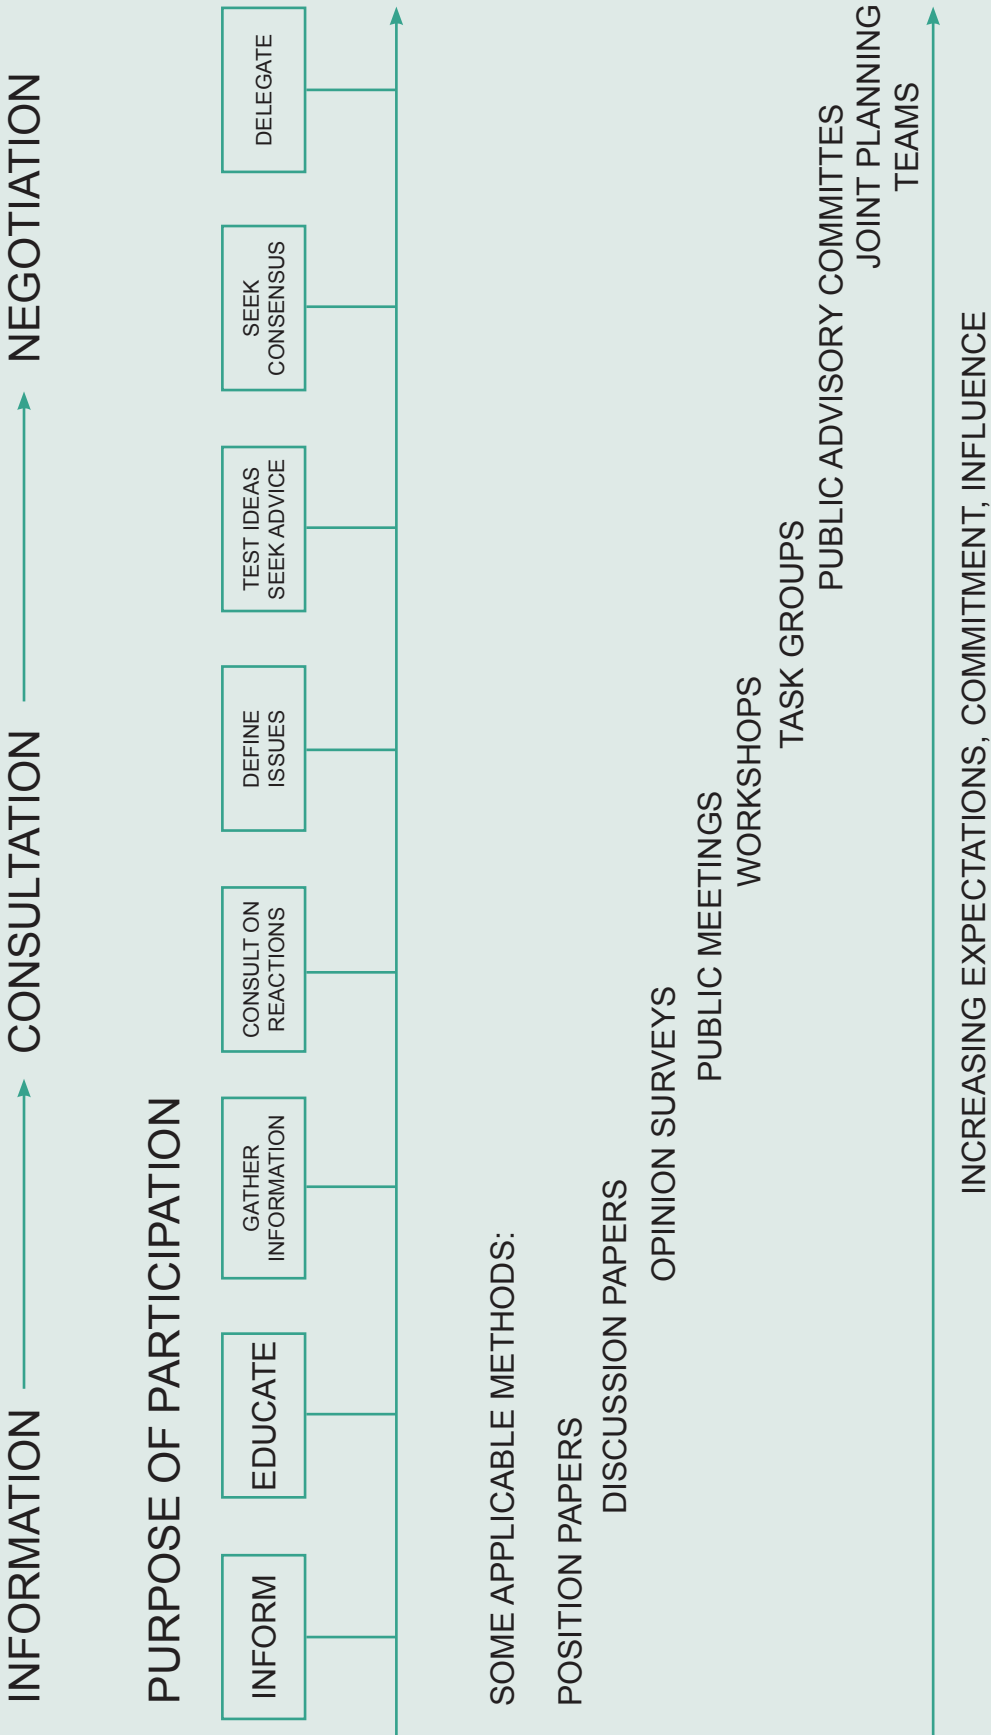 INFORMATION
CONSULTATION
NEGOTIATION
PURPOSE OF PARTICIPATION
INFORM
EDUCATE
GATHER
INFORMATION
CONSULT ON
REACTIONS
DEFINE
ISSUES
TEST IDEAS
SEEK ADVICE
SEEK
CONSENSUS
DELEGATE
SOME APPLICABLE METHODS:
POSITION PAPERS
DISCUSSION PAPERS
OPINION SURVEYS
PUBLIC MEETINGS
WORKSHOPS
TASK GROUPS
PUBLIC ADVISORY COMMITTES
JOINT PLANNING
TEAMS
INCREASING EXPECTATIONS, COMMITMENT, INFLUENCE